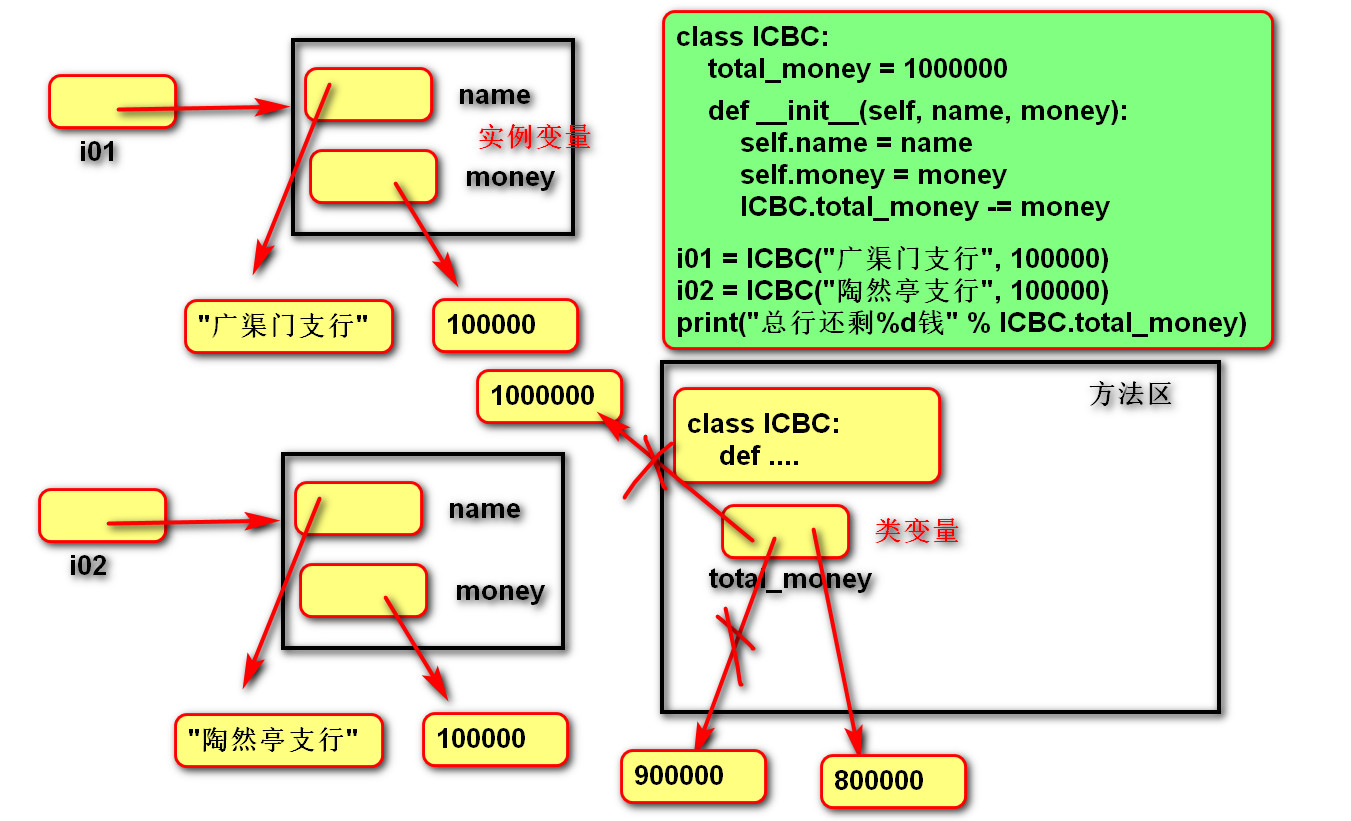 class ICBC:
total_money = 1000000
def __init__(self, name, money):
self.name = name
self.money = money
ICBC.total_money -= money
i01 = ICBC("广渠门支行", 100000)
i02 = ICBC("陶然亭支行", 100000)
print("总行还剩%d钱" % ICBC.total_money)
i01
name
实例变量
money
"广渠门支行"
100000
1000000
方法区
class ICBC:
def ....
类变量
total_money
i02
name
money
"陶然亭支行"
100000
900000
800000